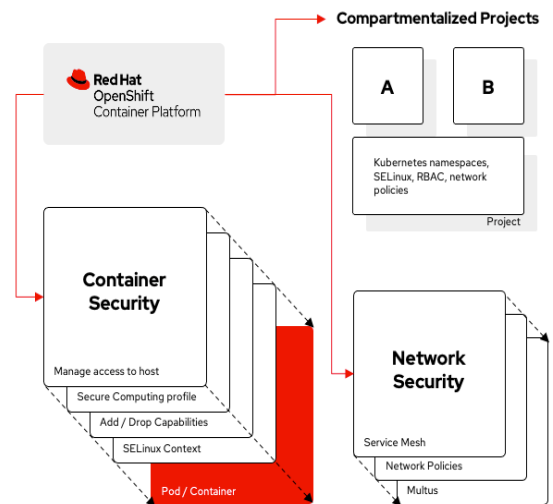 Compartmentalized Projects
Red Hat
OpenShift
Container Platform
A
B
Kubernetes namespaces,
SELinux, RBAC, network
policies
Project
Container
Security
Manage access to host
Secure Computing profile
Add / Drop Capabilities
SELinux Context
Pod / Container
Network
Security
Service Mesh
Network Policies
Multus